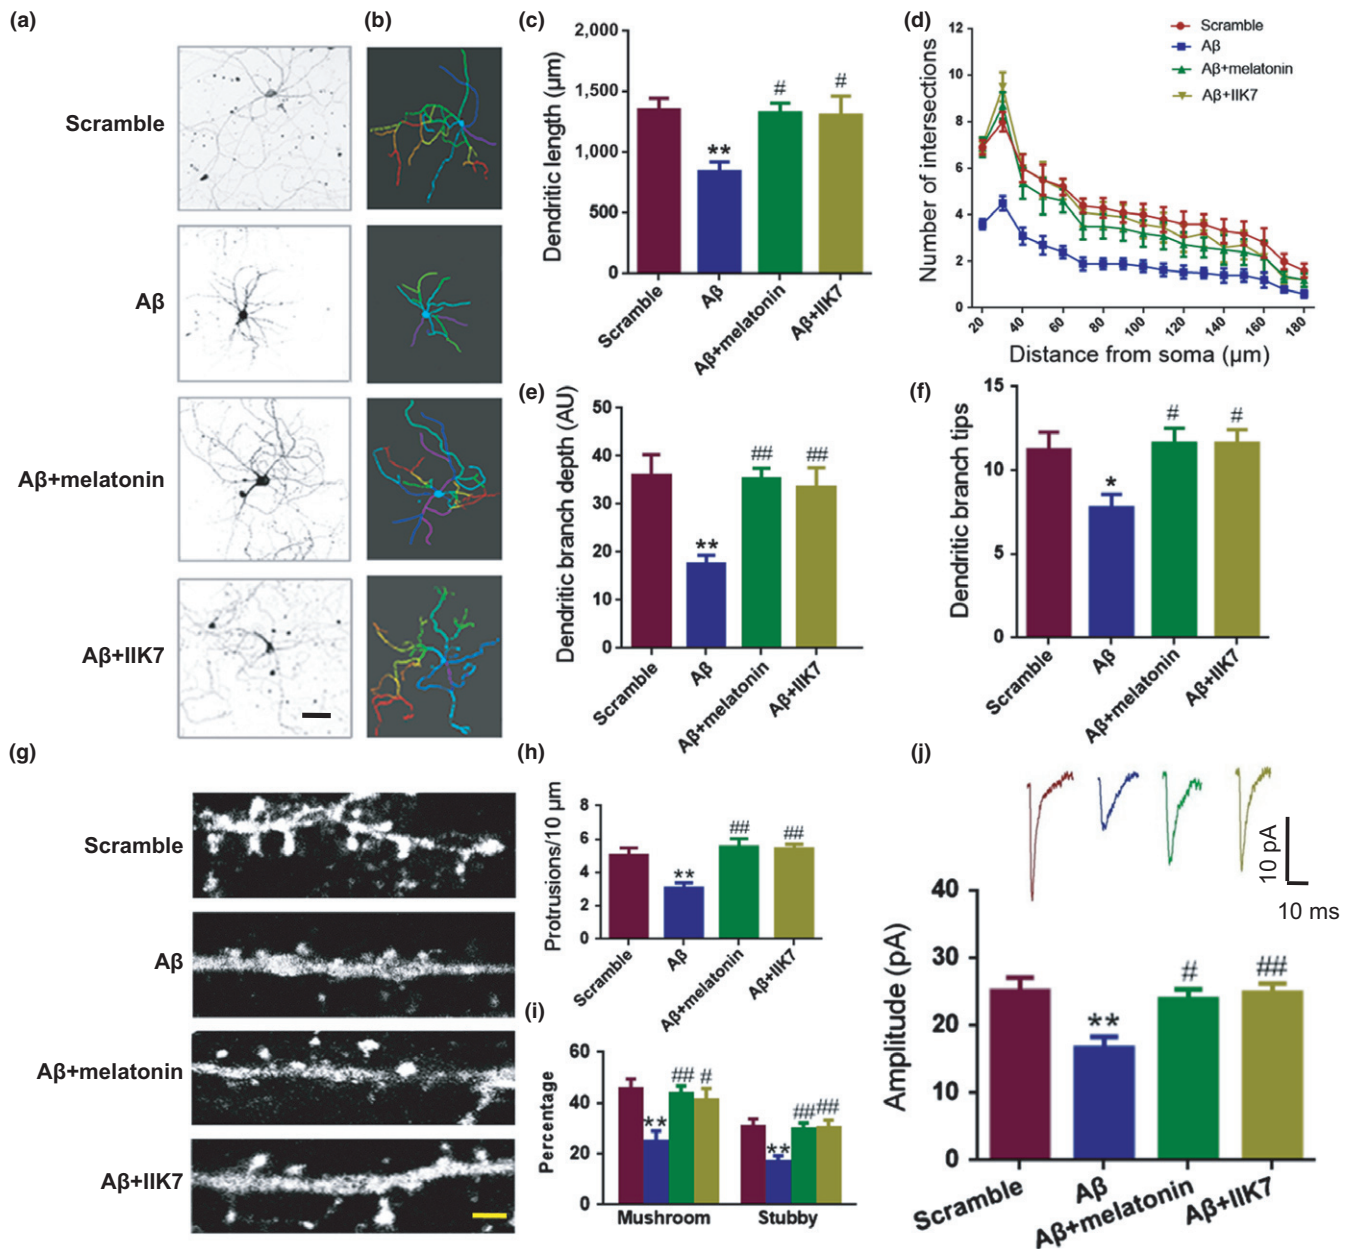 (a)
(b)
Scramble
Aβ
Aβ+melatonin
Aβ+IIK7
(c)
Dendritic length (µm)
2,000
1,500
1,000
500
0
**
#
#
Scramble
Aβ
Aβ+melatonin
Aβ+IIK7
(d)
Number of intersections
12
10
8
6
4
2
0
Scramble
Aβ
Aβ+melatonin
Aβ+IIK7
20 40 60 80 100 120 140 160 180
Distance from soma (µm)
(e)
Dendritic branch depth (AU)
50
40
30
20
10
0
**
##
##
Scramble
Aβ
Aβ+melatonin
Aβ+IIK7
(f)
Dendritic branch tips
15
10
5
0
*
#
#
Scramble
Aβ
Aβ+melatonin
Aβ+IIK7
(g)
Scramble
Aβ
Aβ+melatonin
Aβ+IIK7
(h)
Protrusions/10 µm
8
6
4
2
0
**
##
##
Scramble
Aβ
Aβ+melatonin
Aβ+IIK7
(i)
Percentage
60
40
20
0
**
##
#
**
##
##
Mushroom
Stubby
(j)
10 pA
10 ms
Amplitude (pA)
40
30
20
10
0
**
#
##
Scramble
Aβ
Aβ+melatonin
Aβ+IIK7